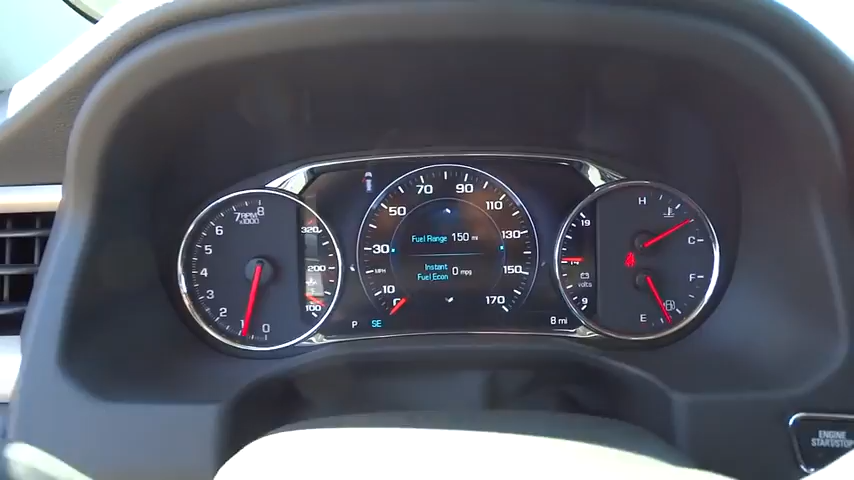 8
7
RPM
x1000
6
5
4
3
2
1
0
320
200
100
70
90
50
110
30
130
MPH
10
150
0
170
Fuel Range 150 mi
Instant
Fuel Econ 0 mpg
P
SE
8 mi
19
14
volts
9
H
C
F
E
ENGINE
START/STOP